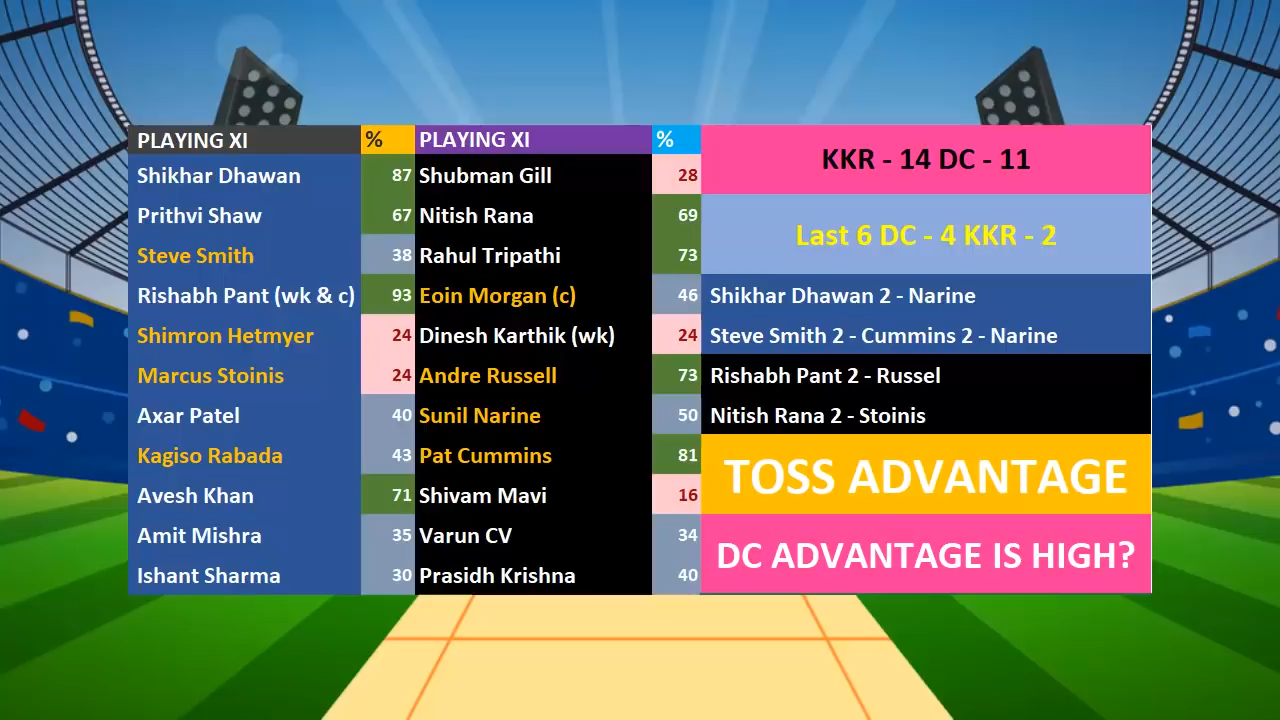 PLAYING XI % PLAYING XI %
Shikhar Dhawan 87 Shubman Gill 28
Prithvi Shaw 67 Nitish Rana 69
Steve Smith 38 Rahul Tripathi 73
Rishabh Pant (wk & c) 93 Eoin Morgan (c) 46
Shimron Hetmyer 24 Dinesh Karthik (wk) 24
Marcus Stoinis 24 Andre Russell 73
Axar Patel 40 Sunil Narine 50
Kagiso Rabada 43 Pat Cummins 81
Avesh Khan 71 Shivam Mavi 16
Amit Mishra 35 Varun CV 34
Ishant Sharma 30 Prasidh Krishna 40
KKR - 14 DC - 11
Last 6 DC - 4 KKR - 2
Shikhar Dhawan 2 - Narine
Steve Smith 2 - Cummins 2 - Narine
Rishabh Pant 2 - Russel
Nitish Rana 2 - Stoinis
TOSS ADVANTAGE
DC ADVANTAGE IS HIGH?